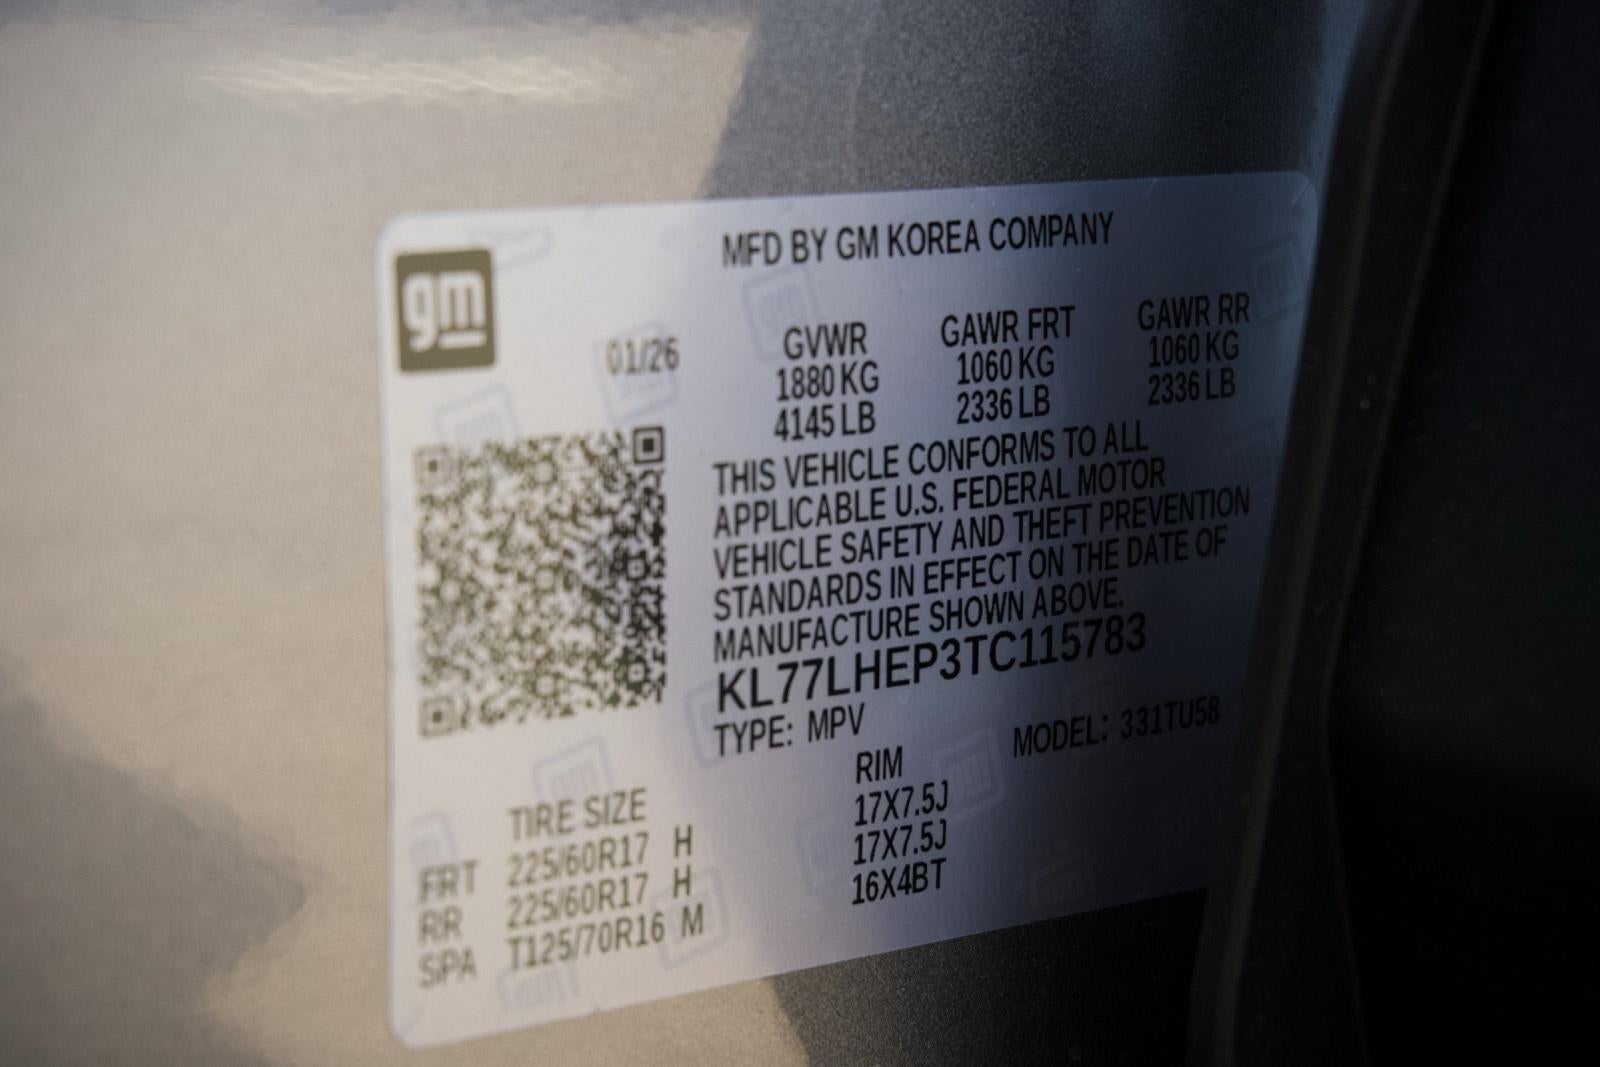 gm
MFD BY GM KOREA COMPANY
01/26
GVWR GAWR FRT GAWR RR
1880 KG 1060 KG 1060 KG
4145 LB 2336 LB 2336 LB
THIS VEHICLE CONFORMS TO ALL
APPLICABLE U.S. FEDERAL MOTOR
VEHICLE SAFETY AND THEFT PREVENTION
STANDARDS IN EFFECT ON THE DATE OF
MANUFACTURE SHOWN ABOVE.
KL77LHEP3TC115783
TYPE: MPV MODEL: 331TU58
TIRE SIZE RIM
FRT 225/60R17 H 17X7.5J
RR 225/60R17 H 17X7.5J
SPA T125/70R16 M 16X4BT